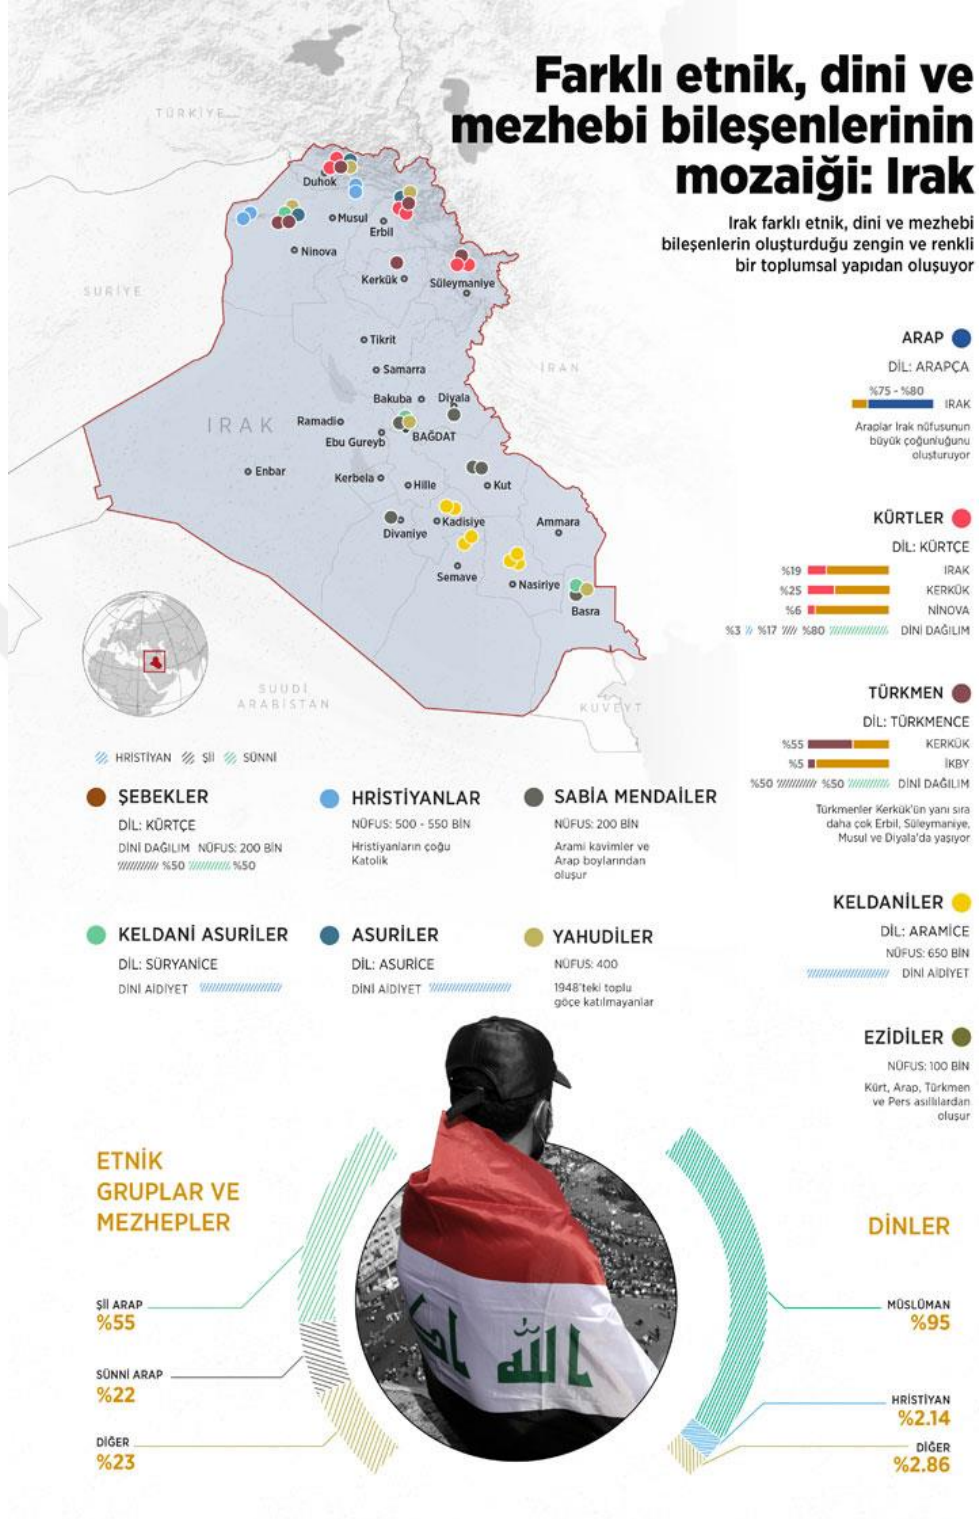 Farklı etnik, dini ve
mezhebi bileşenlerinin
mozaiği: Irak
Irak farklı etnik, dini ve mezhebi
bileşenlerin oluşturduğu zengin ve renkli
bir toplumsal yapıdan oluşuyor
TÜRKİYE
SURİYE
IRAK
İRAN
SUUDİ
ARABİSTAN
KUVEYT
Duhok
Musul
Erbil
Ninova
Kerkük
Süleymaniye
Tikrit
Samarra
Bakuba
Diyala
Ramadi
Ebu Gureyb
BAĞDAT
Enbar
Kerbela
Hille
Kut
Divaniye
Kadisiye
Ammara
Semave
Nasiriye
Basra
ARAP
DİL: ARAPÇA
%75 - %80
IRAK
Araplar Irak nüfusunun
büyük çoğunluğunu
oluşturuyor
KÜRTLER
DİL: KÜRTÇE
%19 IRAK
%25 KERKÜK
%6 NİNOVA
%3 %17 %80 DİNİ DAĞILIM
TÜRKMEN
DİL: TÜRKMENCE
%55 KERKÜK
%5 İKBY
%50 %50 DİNİ DAĞILIM
Türkmenler Kerkük'ün yanı sıra
daha çok Erbil, Süleymaniye,
Musul ve Diyala'da yaşıyor
KELDANİLER
DİL: ARAMİCE
NÜFUS: 650 BİN
DİNİ AİDİYET
EZİDİLER
NÜFUS: 100 BİN
Kürt, Arap, Türkmen
ve Pers asıllılardan
oluşur
HRİSTİYAN Şİİ SÜNNİ
ŞEBEKLER
DİL: KÜRTÇE
DİNİ DAĞILIM NÜFUS: 200 BİN
%50 %50
HRİSTİYANLAR
NÜFUS: 500 - 550 BİN
Hristiyanların çoğu
Katolik
SABİA MENDAİLER
NÜFUS: 200 BİN
Arami kavimler ve
Arap boylarından
oluşur
KELDANİ ASURİLER
DİL: SÜRYANİCE
DİNİ AİDİYET
ASURİLER
DİL: ASURİCE
DİNİ AİDİYET
YAHUDİLER
NÜFUS: 400
1948'teki toplu
göçe katılmayanlar
ETNİK
GRUPLAR VE
MEZHEPLER
Şİİ ARAP
%55
SÜNNİ ARAP
%22
DİĞER
%23
الله اك
DİNLER
MÜSLÜMAN
%95
HRİSTİYAN
%2.14
DİĞER
%2.86